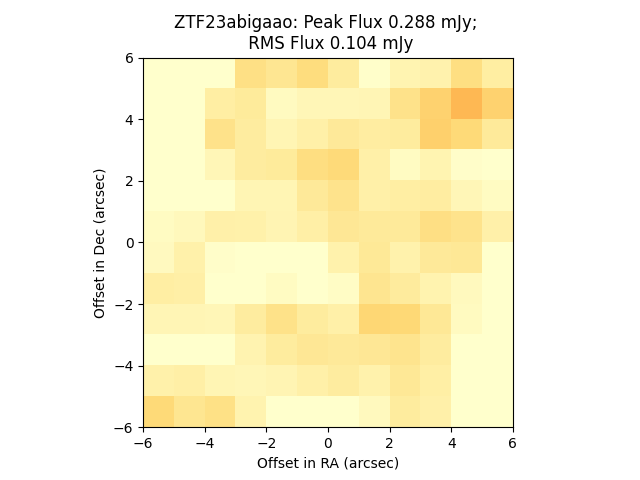 ZTF23abigaao: Peak Flux 0.288 mJy;
RMS Flux 0.104 mJy
6
4
2
0
−2
−4
−6
Offset in Dec (arcsec)
−6 −4 −2 0 2 4 6
Offset in RA (arcsec)